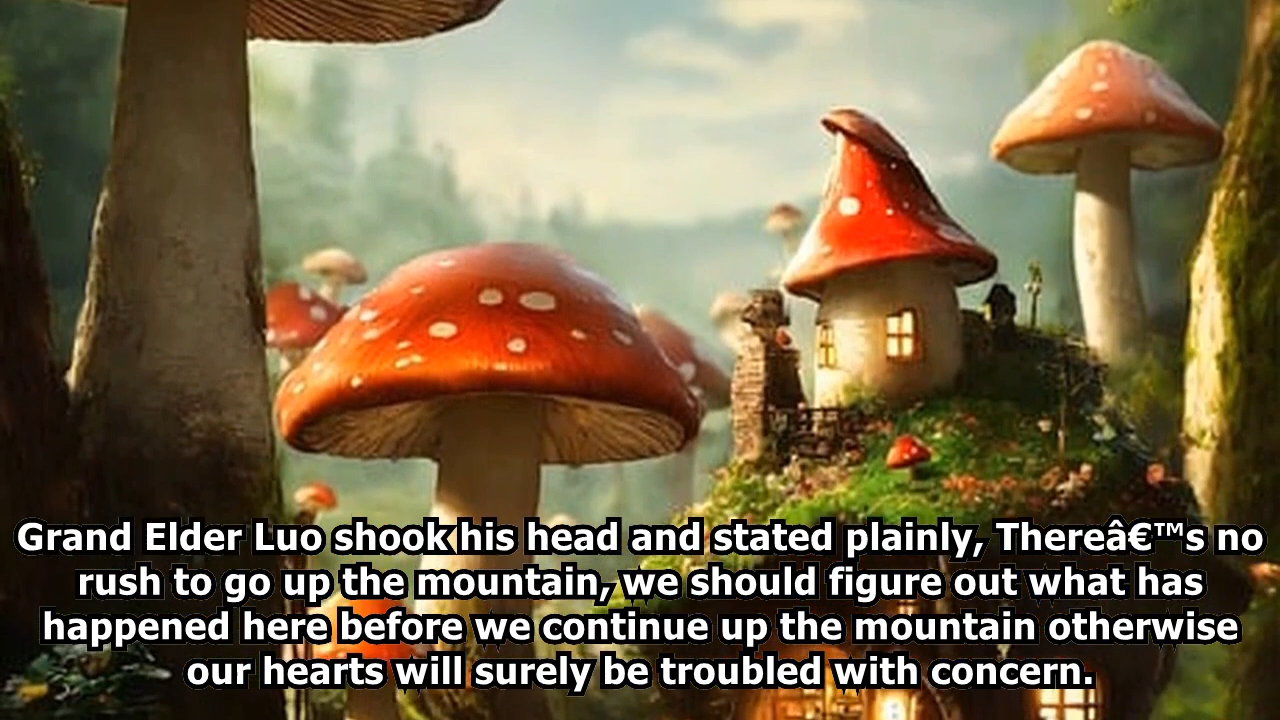 Grand Elder Luo shook his head and stated plainly, Thereâ€™s no
rush to go up the mountain, we should figure out what has
happened here before we continue up the mountain otherwise
our hearts will surely be troubled with concern.